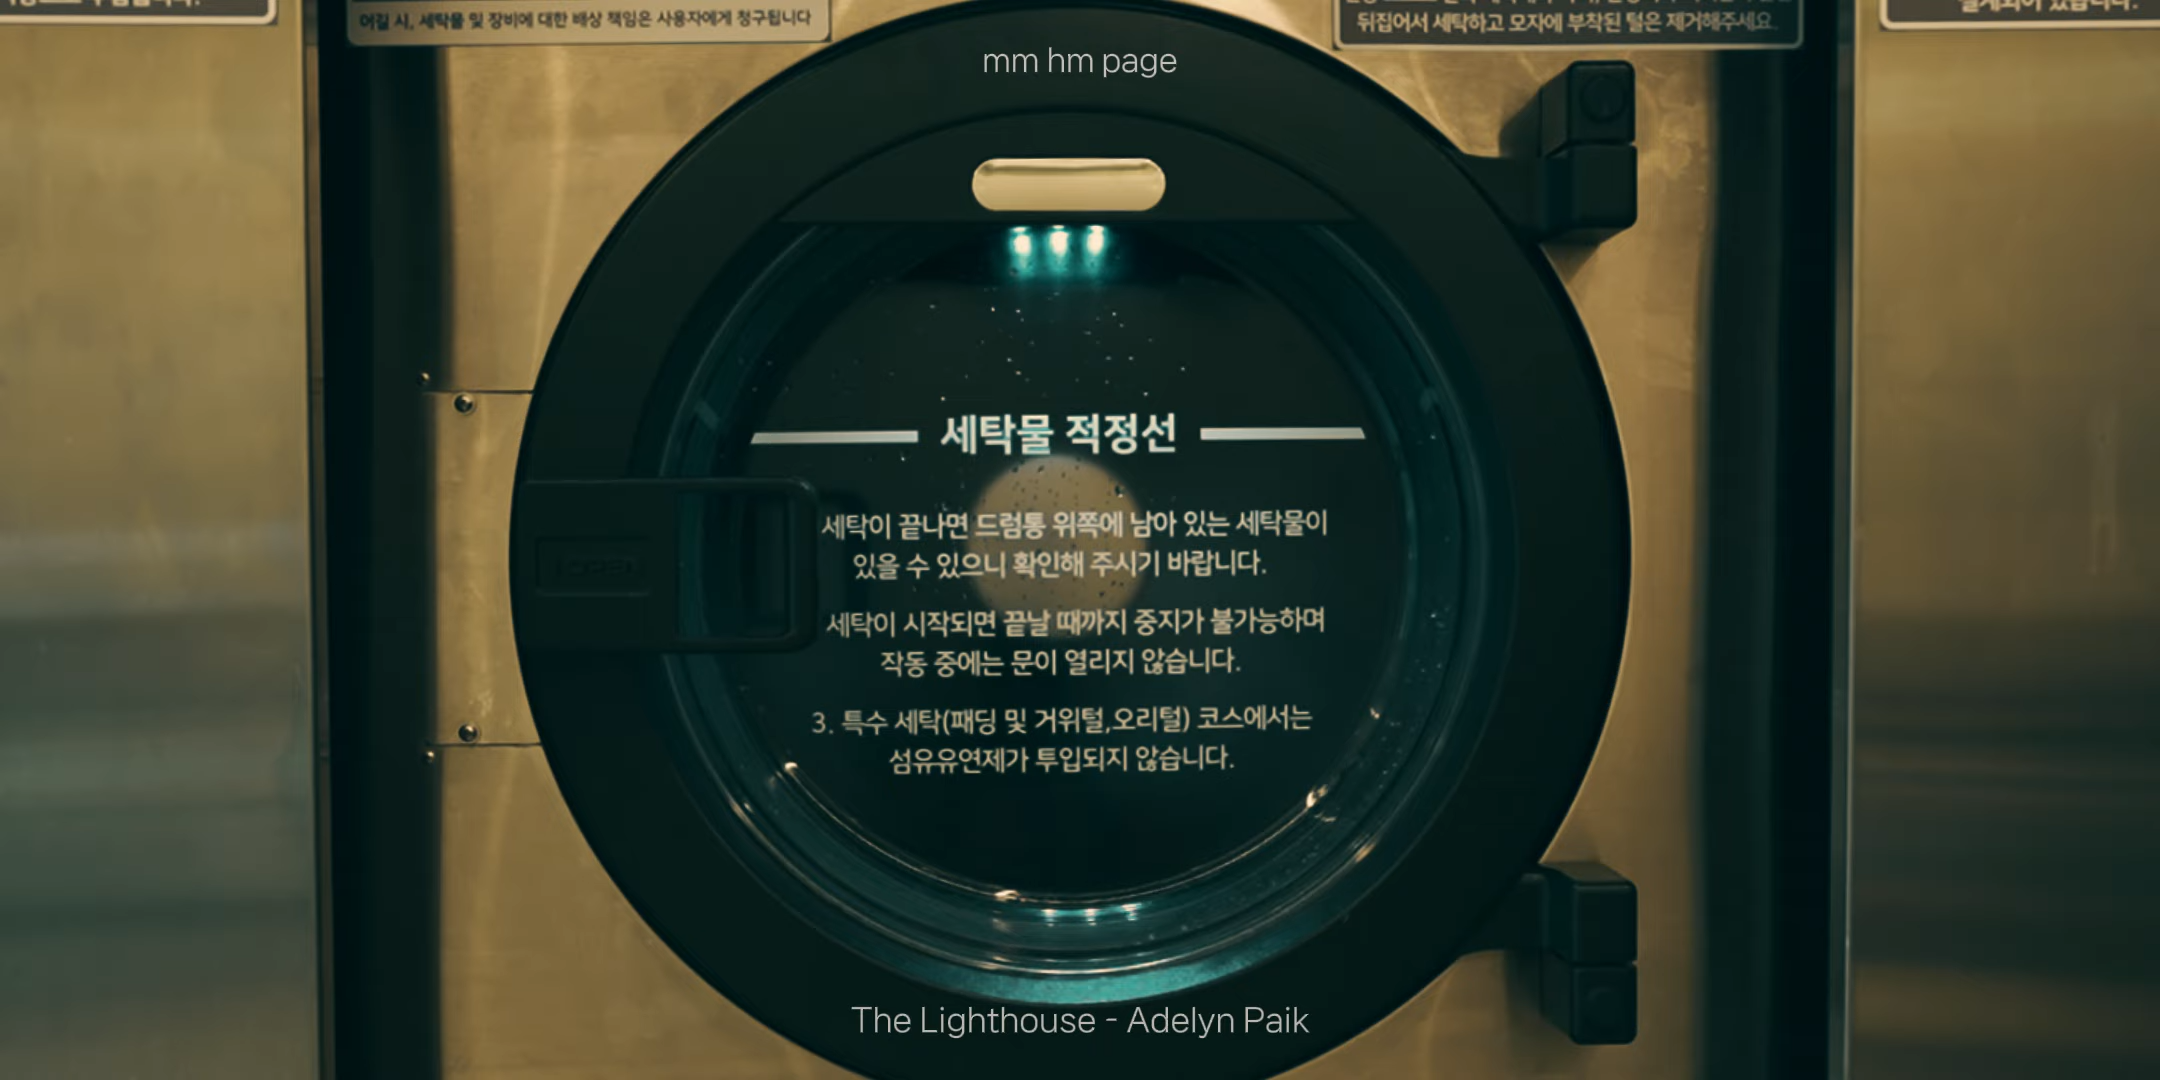 어길 시, 세탁물 및 장비에 대한 배상 책임은 사용자에게 청구됩니다
뒤집어서 세탁하고 모자에 부착된 털은 제거해주세요.
mm hm page
세탁물 적정선
세탁이 끝나면 드럼통 위쪽에 남아 있는 세탁물이
있을 수 있으니 확인해 주시기 바랍니다.
세탁이 시작되면 끝날 때까지 중지가 불가능하며
작동 중에는 문이 열리지 않습니다.
3. 특수 세탁(패딩 및 거위털,오리털) 코스에서는
섬유유연제가 투입되지 않습니다.
The Lighthouse - Adelyn Paik